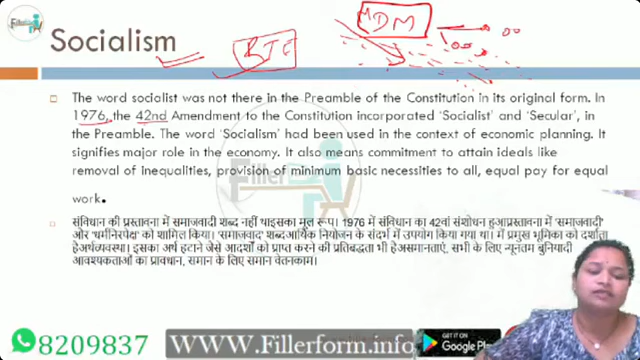 Filler
Socialism
BTC
MDM
The word socialist was not there in the Preamble of the Constitution in its original form. In
1976, the 42nd Amendment to the Constitution incorporated 'Socialist' and 'Secular', in
the Preamble. The word 'Socialism' had been used in the context of economic planning. It
signifies major role in the economy. It also means commitment to attain ideals like
removal of inequalities, provision of minimum basic necessities to all, equal pay for equal
work.
संविधान की प्रस्तावना में समाजवादी शब्द नहीं थाइसका मूल रूप। 1976 में संविधान का 42वां संशोधन हुआप्रस्तावना में 'समाजवादी'
और 'धर्मनिरपेक्ष' को शामिल किया। 'समाजवाद' शब्दआर्थिक नियोजन के संदर्भ में उपयोग किया गया था। में प्रमुख भूमिका को दर्शाता
हैअर्थव्यवस्था। इसका अर्थ हटाने जैसे आदर्शों को प्राप्त करने की प्रतिबद्धता भी हैअसमानताएं, सभी के लिए न्यूनतम बुनियादी
आवश्यकताओं का प्रावधान, समान के लिए समान वेतनकाम।
8209837
WWW.Fillerform.info
GET IT ON
Google Play